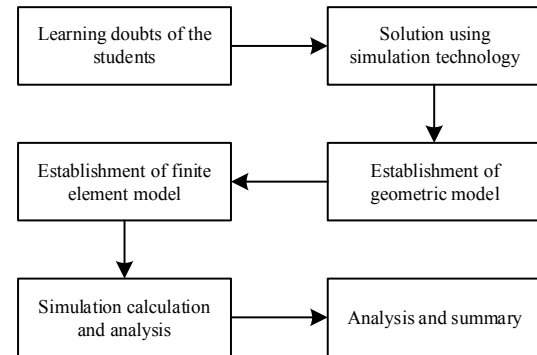 Learning doubts of the
students
Solution using
simulation technology
Establishment of finite
element model
Establishment of
geometric model
Simulation calculation
and analysis
Analysis and summary